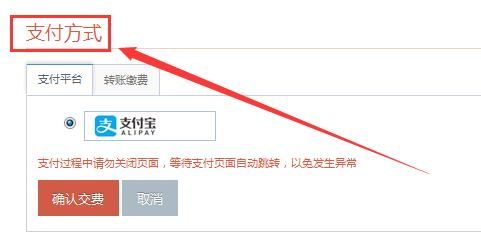 支付方式
支付平台 转账缴费
支付宝
ALIPAY
支付过程中请勿关闭页面，等待支付页面自动跳转，以免发生异常
确认交费 取消